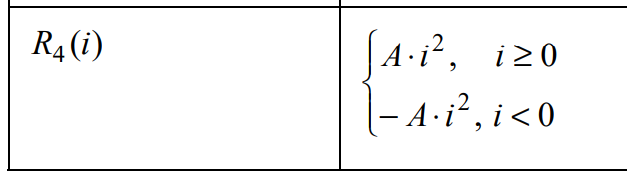 R₄(i)
{ A·i², i ≥ 0
− A·i², i < 0